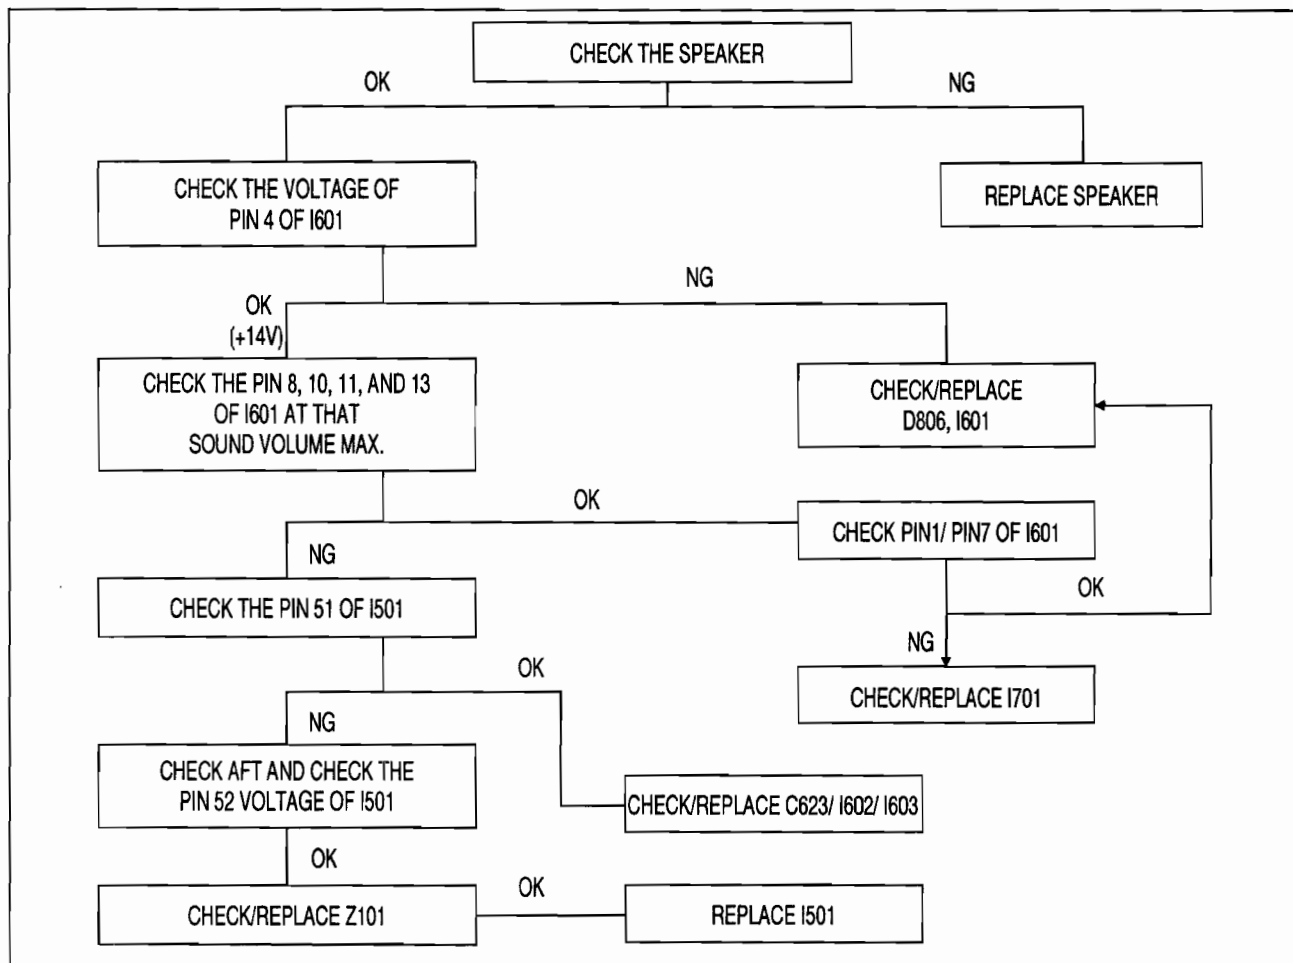 CHECK THE SPEAKER
OK
NG
CHECK THE VOLTAGE OF
PIN 4 OF I601
REPLACE SPEAKER
NG
OK
(+14V)
CHECK THE PIN 8, 10, 11, AND 13
OF I601 AT THAT
SOUND VOLUME MAX.
CHECK/REPLACE
D806, I601
OK
CHECK PIN1/ PIN7 OF I601
NG
CHECK THE PIN 51 OF I501
OK
NG
OK
CHECK/REPLACE I701
NG
CHECK AFT AND CHECK THE
PIN 52 VOLTAGE OF I501
CHECK/REPLACE C623/ I602/ I603
OK
CHECK/REPLACE Z101
OK
REPLACE I501